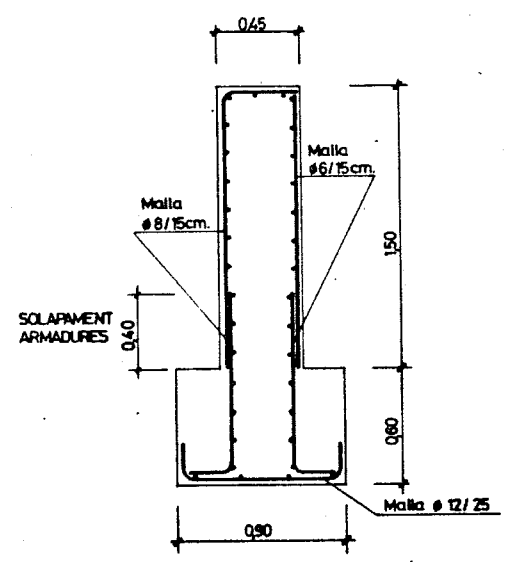 0,45
Malla
ø6/15cm.
Malla
ø8/15cm.
1,50
SOLAPAMENT
ARMADURES
0,40
0,60
Malla ø 12/25
0,90